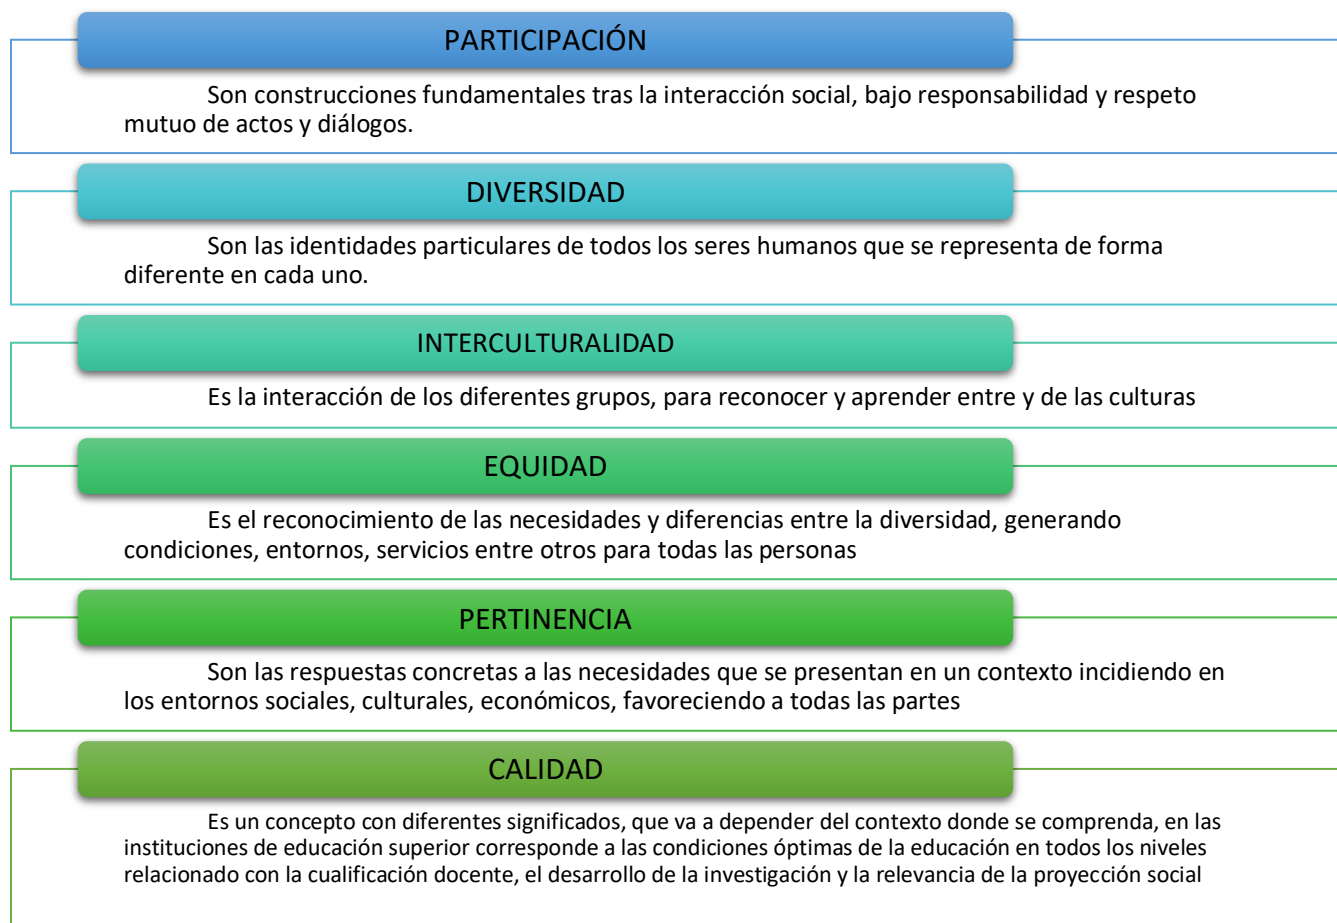 PARTICIPACIÓN
Son construcciones fundamentales tras la interacción social, bajo responsabilidad y respeto
mutuo de actos y diálogos.
DIVERSIDAD
Son las identidades particulares de todos los seres humanos que se representa de forma
diferente en cada uno.
INTERCULTURALIDAD
Es la interacción de los diferentes grupos, para reconocer y aprender entre y de las culturas
EQUIDAD
Es el reconocimiento de las necesidades y diferencias entre la diversidad, generando
condiciones, entornos, servicios entre otros para todas las personas
PERTINENCIA
Son las respuestas concretas a las necesidades que se presentan en un contexto incidiendo en
los entornos sociales, culturales, económicos, favoreciendo a todas las partes
CALIDAD
Es un concepto con diferentes significados, que va a depender del contexto donde se comprenda, en las
instituciones de educación superior corresponde a las condiciones óptimas de la educación en todos los niveles
relacionado con la cualificación docente, el desarrollo de la investigación y la relevancia de la proyección social